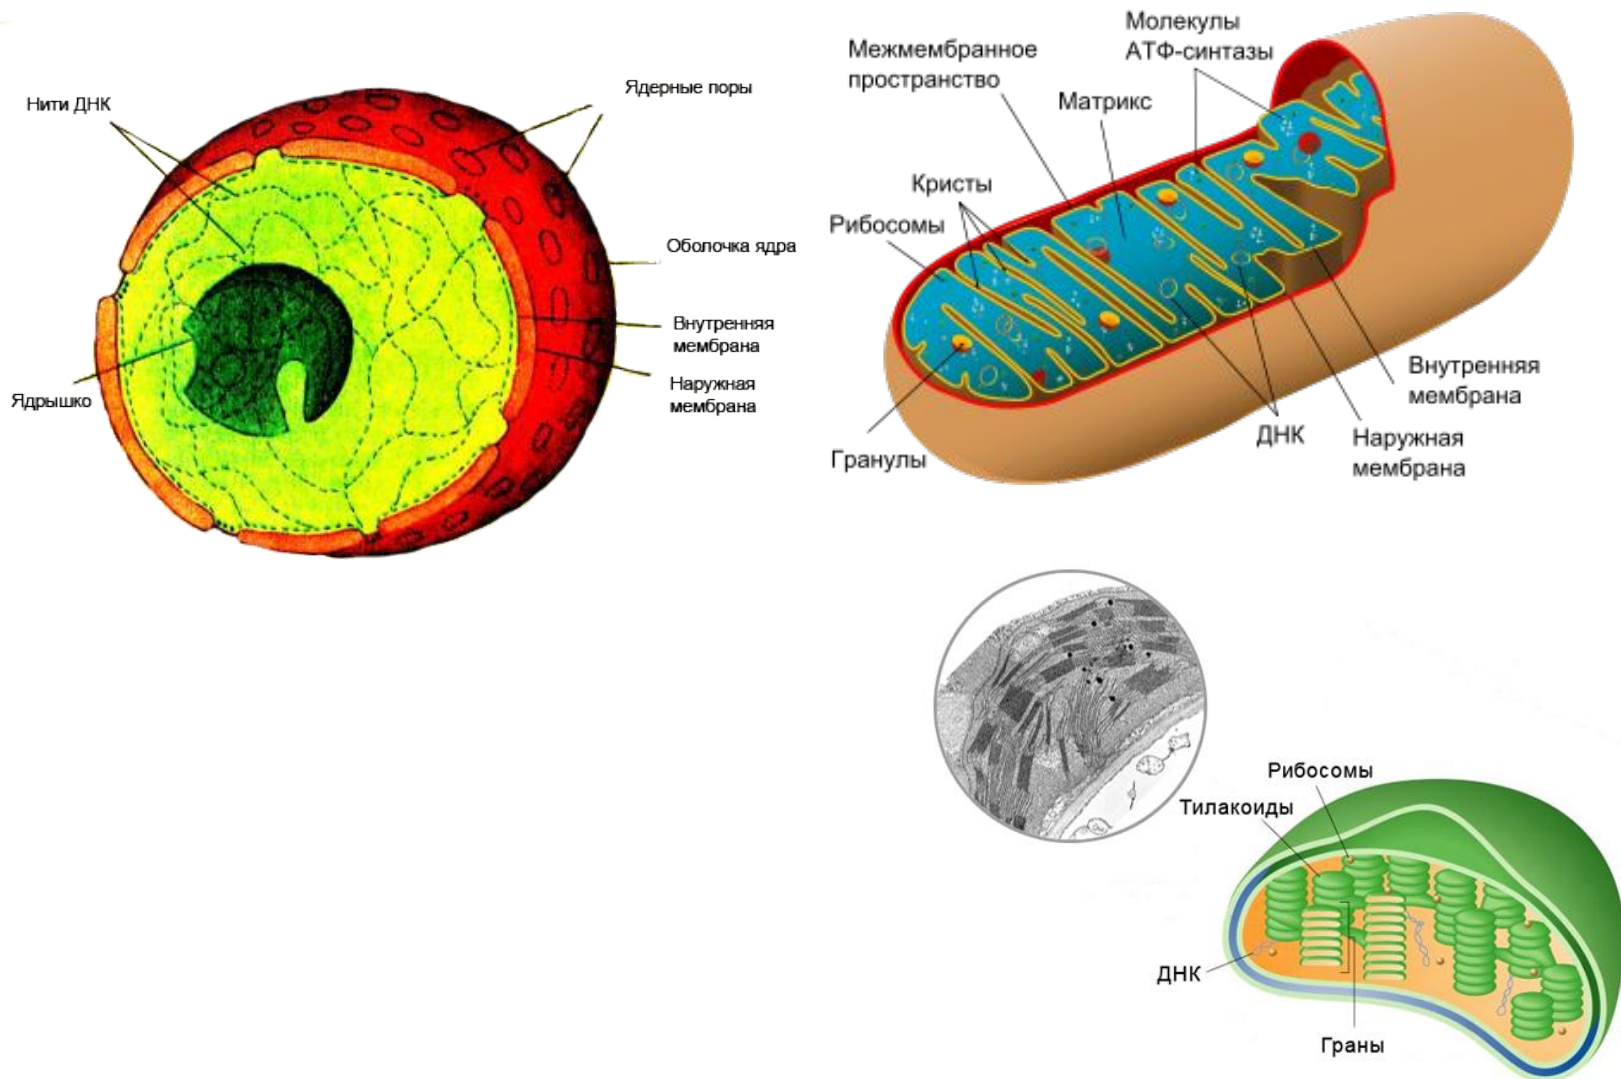 Нити ДНК
Ядерные поры
Оболочка ядра
Внутренняя
мембрана
Наружная
мембрана
Ядрышко
Молекулы
АТФ-синтазы
Межмембранное
пространство
Матрикс
Кристы
Рибосомы
Гранулы
ДНК
Внутренняя
мембрана
Наружная
мембрана
Рибосомы
Тилакоиды
ДНК
Граны